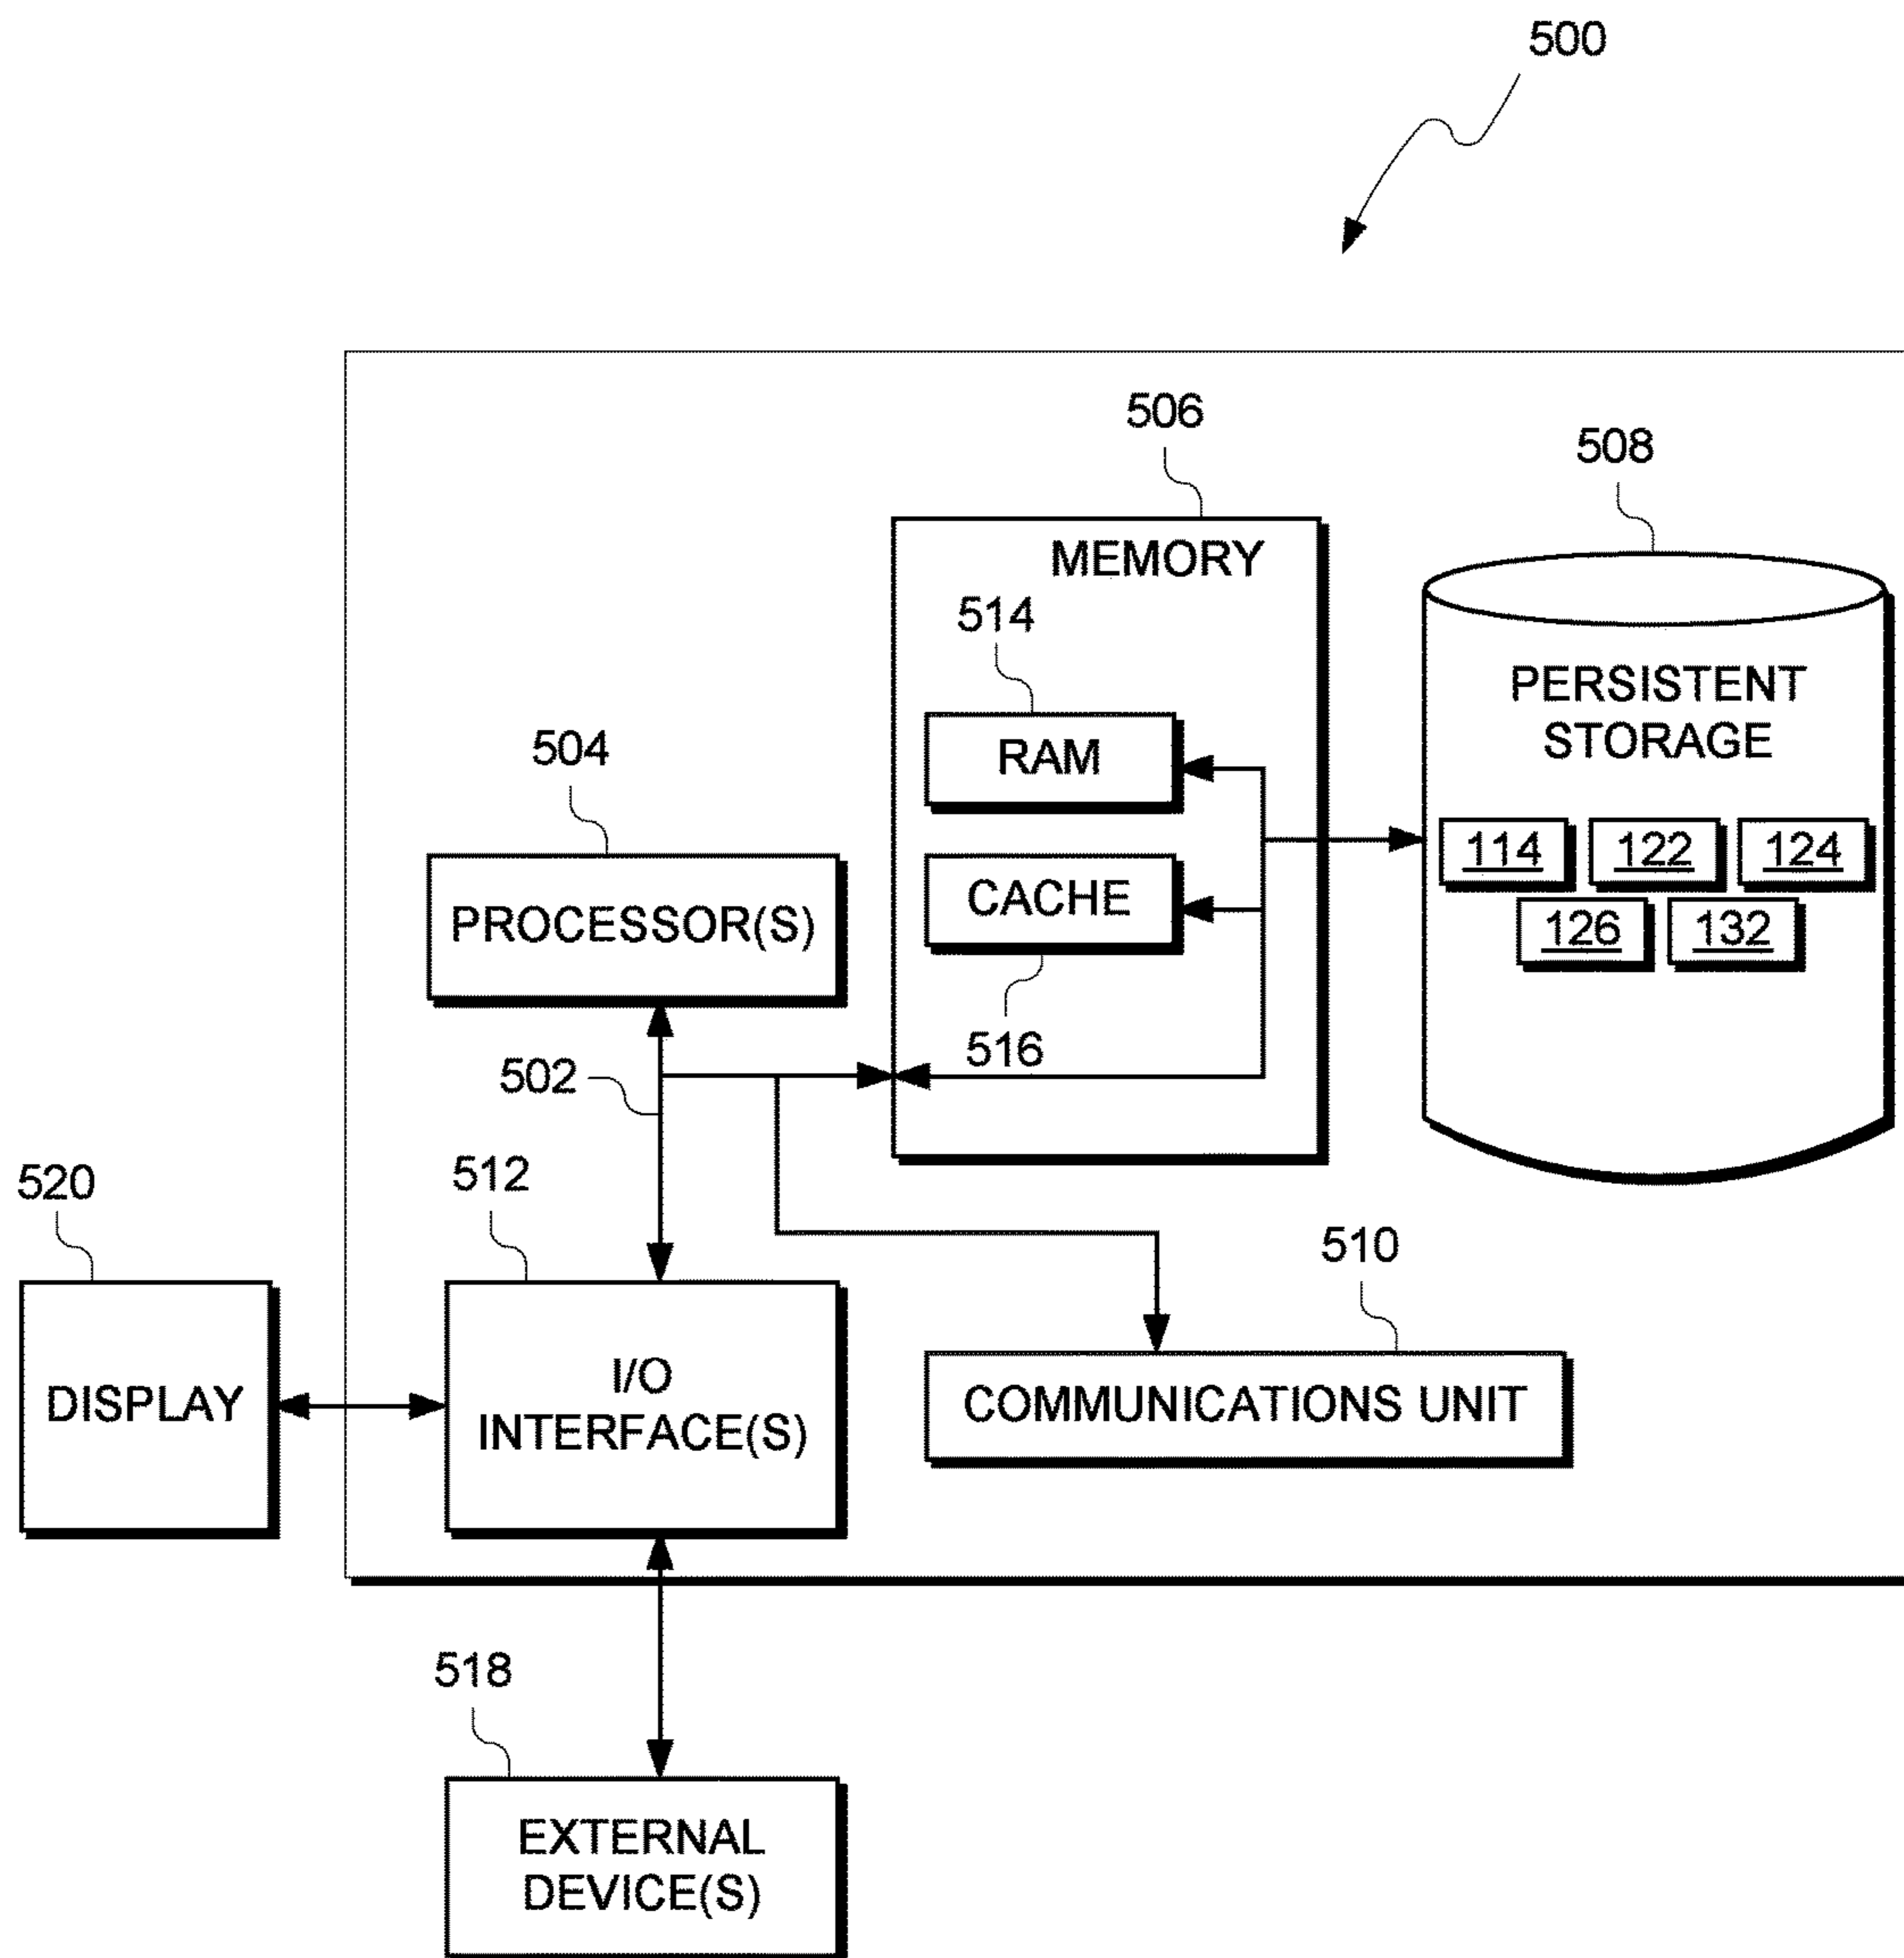 500
506
508
MEMORY
514
PERSISTENT
STORAGE
RAM
504
114 122 124
CACHE
PROCESSOR(S)
126 132
516
502
512
520
510
I/O
INTERFACE(S)
DISPLAY
COMMUNICATIONS UNIT
518
EXTERNAL
DEVICE(S)